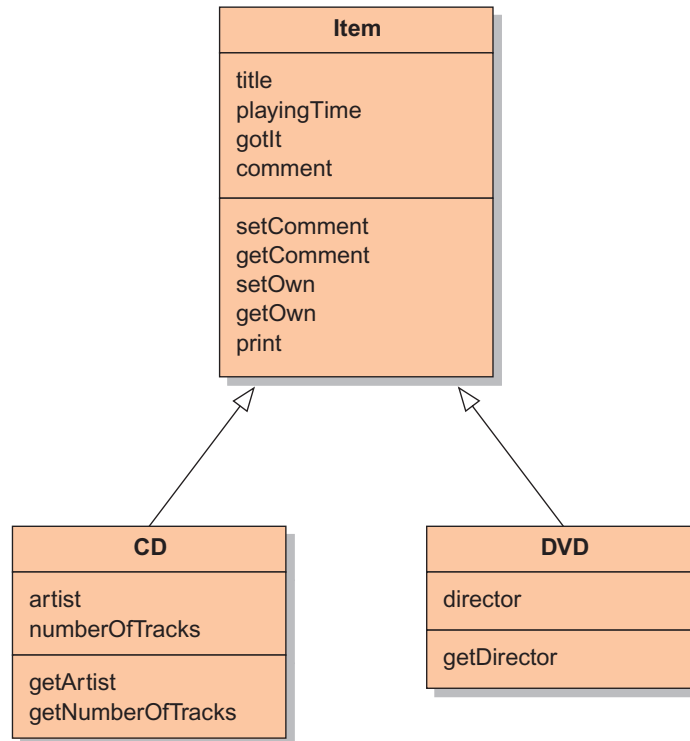 Item
title
playingTime
gotIt
comment
setComment
getComment
setOwn
getOwn
print
CD
artist
numberOfTracks
getArtist
getNumberOfTracks
DVD
director
getDirector